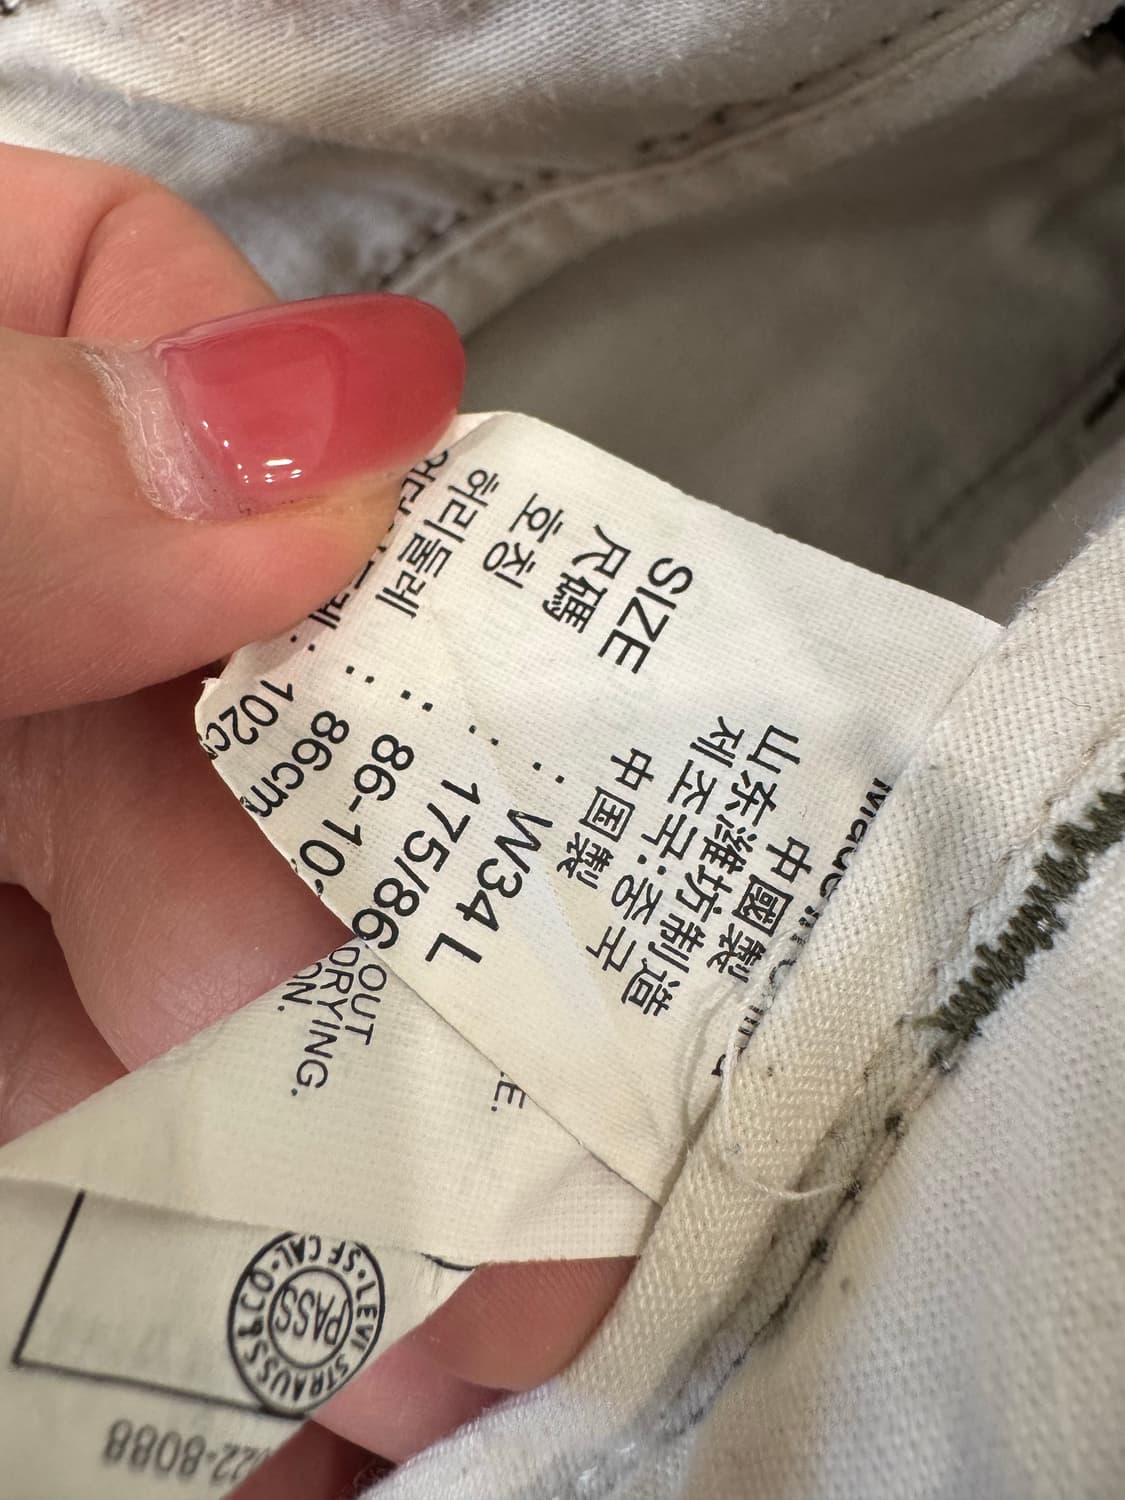 中國製
山东潍坊制造
제조국:중국
中国製
SIZE : W34 L
尺碼 : 175/86
호칭 : 86-10
허리둘레 : 86cm
: 102c
OUT
DRYING.
ON.
E.
LEVI STRAUSS & CO. S.F. CAL.
PASS
22-8088